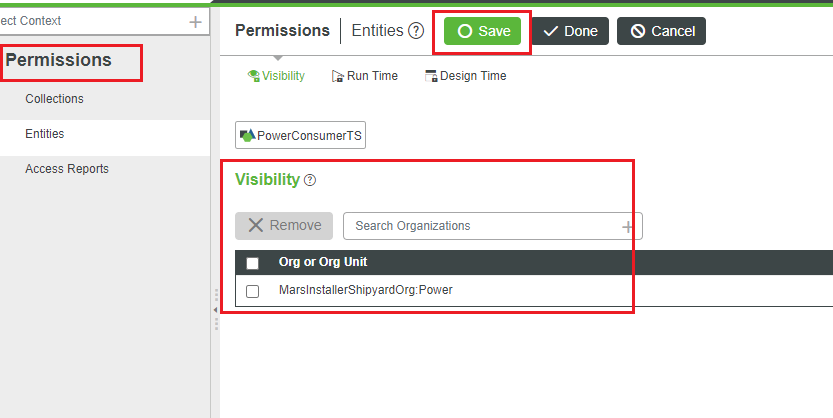 ect Context
Permissions
Collections
Entities
Access Reports
Permissions | Entities ? Save Done Cancel
Visibility Run Time Design Time
PowerConsumerTS
Visibility ?
Remove Search Organizations
Org or Org Unit
MarsInstallerShipyardOrg:Power